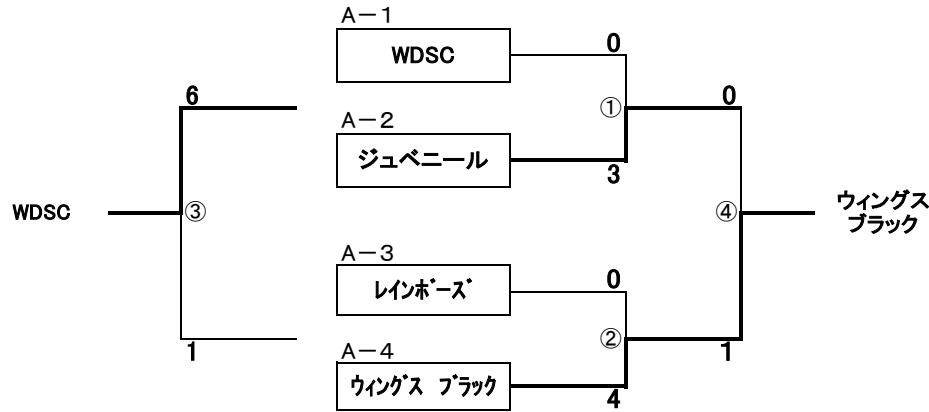 A－1
WDSC
0
6
①
0
A－2
ジュベニール
3
WDSC
③
④
ウィングス
ブラック
A－3
ﾚｲﾝﾎﾞｰｽﾞ
0
②
1
A－4
ｳｨﾝｸﾞｽ　ﾌﾞﾗｯｸ
1
4